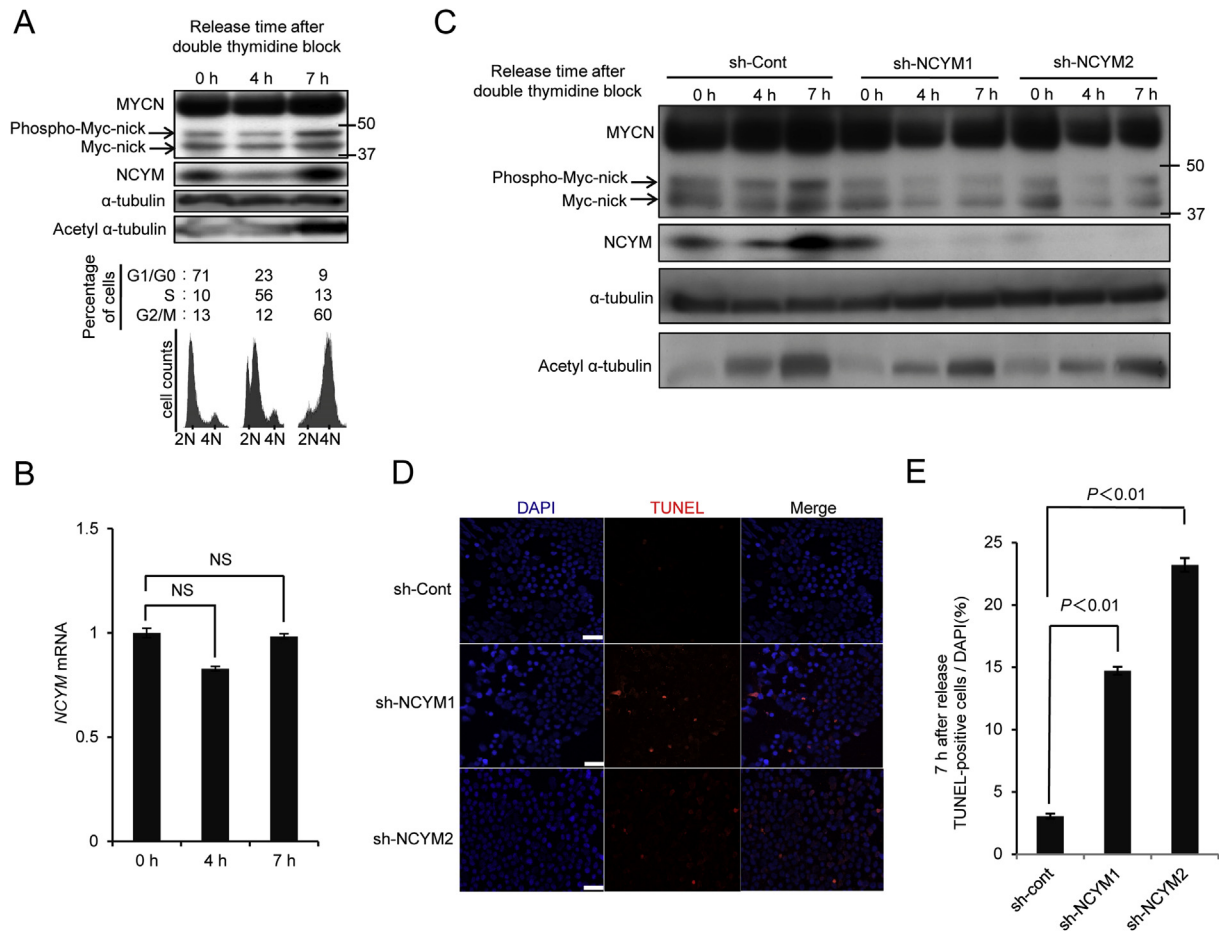 A
Release time after
double thymidine block
0 h 4 h 7 h
MYCN
Phospho-Myc-nick
Myc-nick
50
37
NCYM
α-tubulin
Acetyl α-tubulin
Percentage
of cells
G1/G0 : 71 23 9
S : 10 56 13
G2/M : 13 12 60
cell counts
2N 4N 2N 4N 2N4N
B
NCYM mRNA
1.5
1
0.5
0
NS
NS
0 h 4 h 7 h
C
Release time after
double thymidine block
sh-Cont sh-NCYM1 sh-NCYM2
0 h 4 h 7 h 0 h 4 h 7 h 0 h 4 h 7 h
MYCN
Phospho-Myc-nick
Myc-nick
50
37
NCYM
α-tubulin
Acetyl α-tubulin
D
DAPI TUNEL Merge
sh-Cont
sh-NCYM1
sh-NCYM2
E
7 h after release
TUNEL-positive cells / DAPI(%)
25
20
15
10
5
0
P<0.01
P<0.01
sh-cont
sh-NCYM1
sh-NCYM2